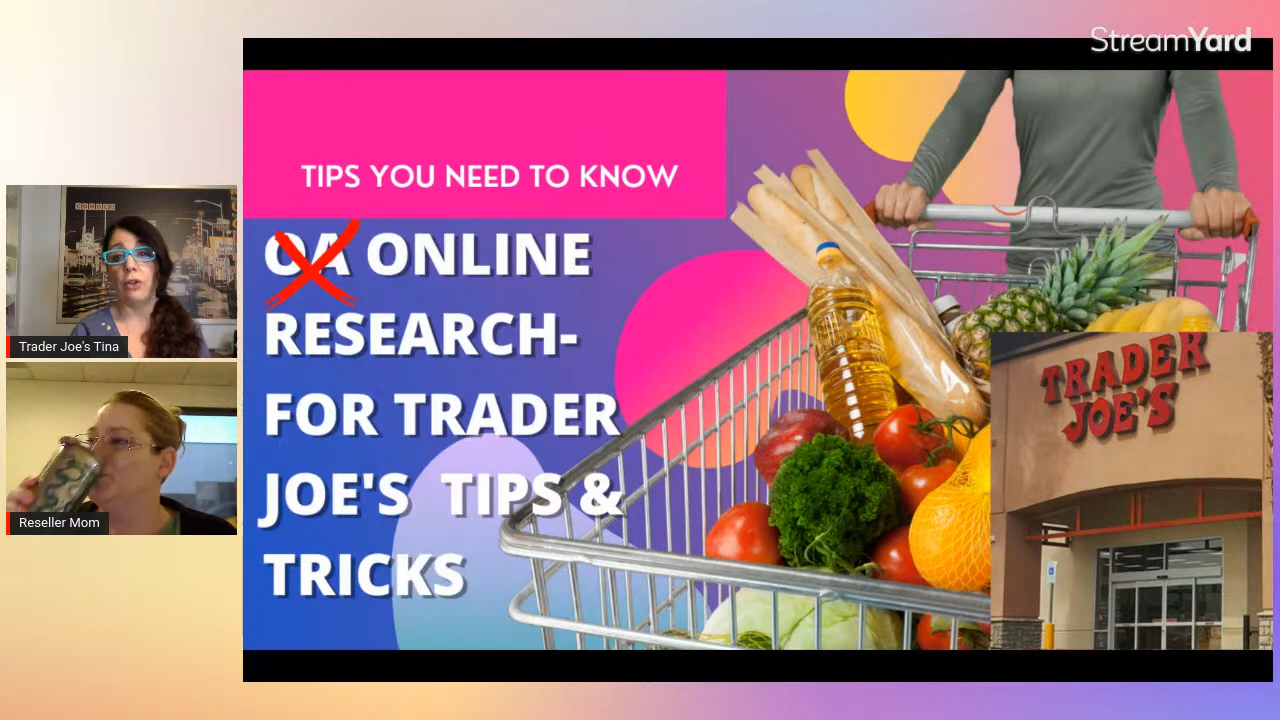 StreamYard
TIPS YOU NEED TO KNOW
OA ONLINE
RESEARCH-
FOR TRADER
JOE'S TIPS &
TRICKS
TRADER
JOE'S
CONOCO
Trader Joe's Tina
Reseller Mom